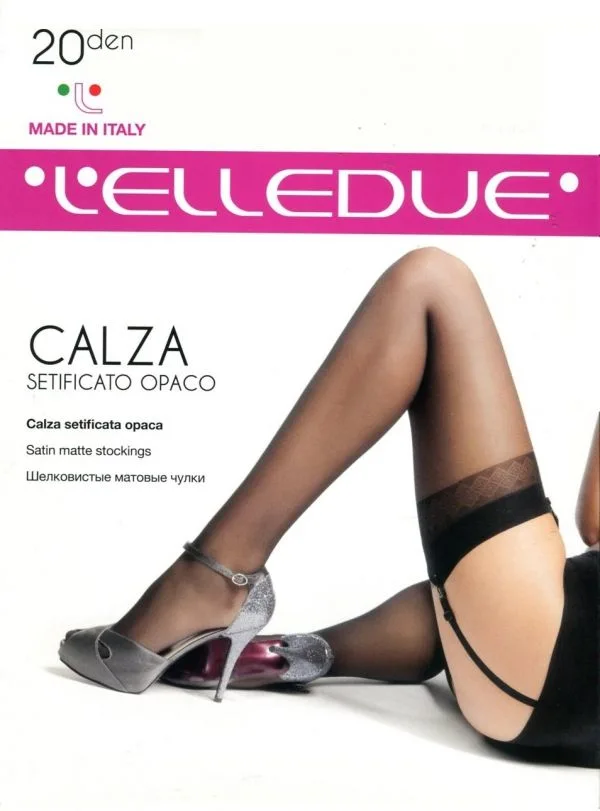 20den
MADE IN ITALY
L'ELLEDUE
CALZA
SETIFICATO OPACO
Calza setificata opaca
Satin matte stockings
Шелковистые матовые чулки